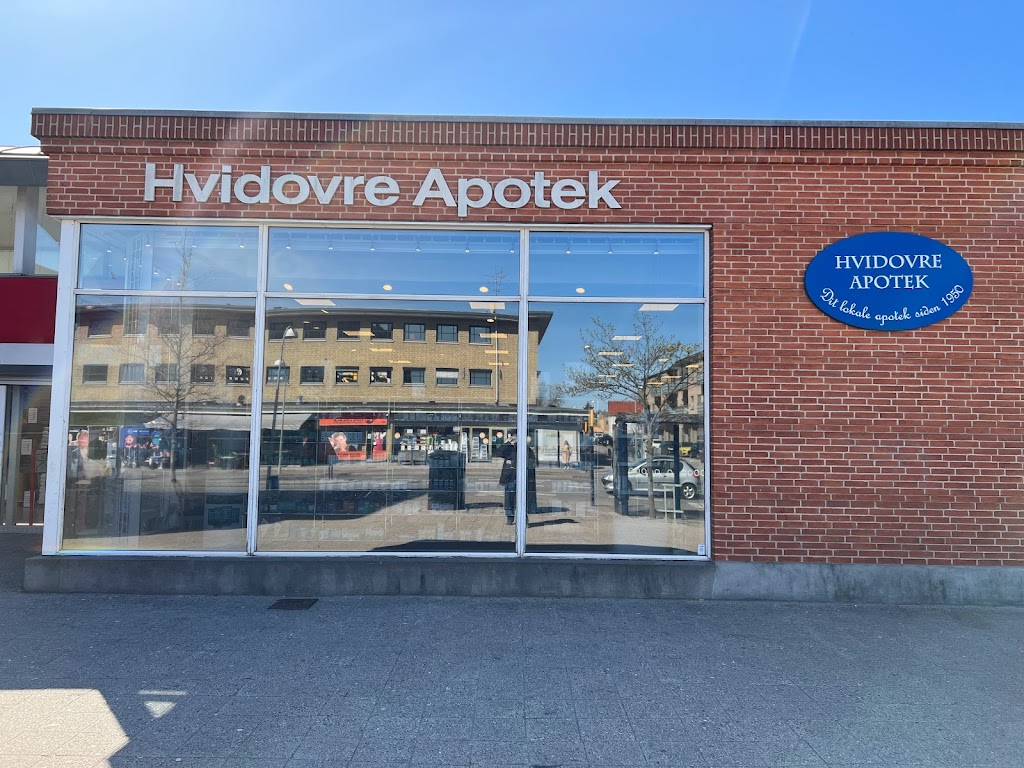 Hvidovre Apotek
HVIDOVRE
APOTEK
Dit lokale apotek siden 1950